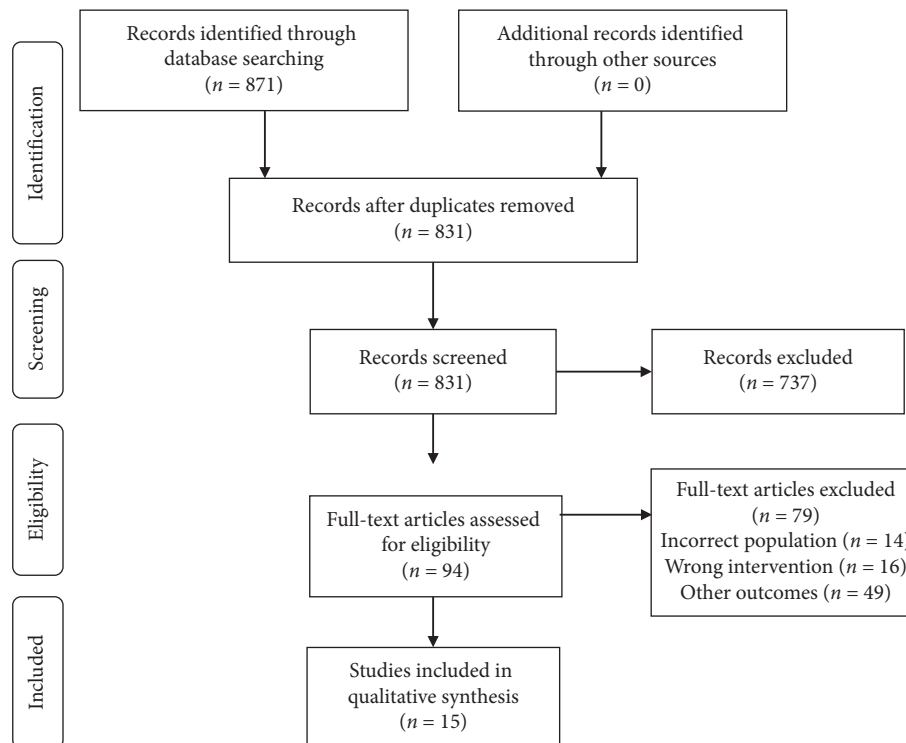 Identification
Records identified through
database searching
(n = 871)
Additional records identified
through other sources
(n = 0)
Records after duplicates removed
(n = 831)
Screening
Records screened
(n = 831)
Records excluded
(n = 737)
Eligibility
Full-text articles assessed
for eligibility
(n = 94)
Full-text articles excluded
(n = 79)
Incorrect population (n = 14)
Wrong intervention (n = 16)
Other outcomes (n = 49)
Included
Studies included in
qualitative synthesis
(n = 15)